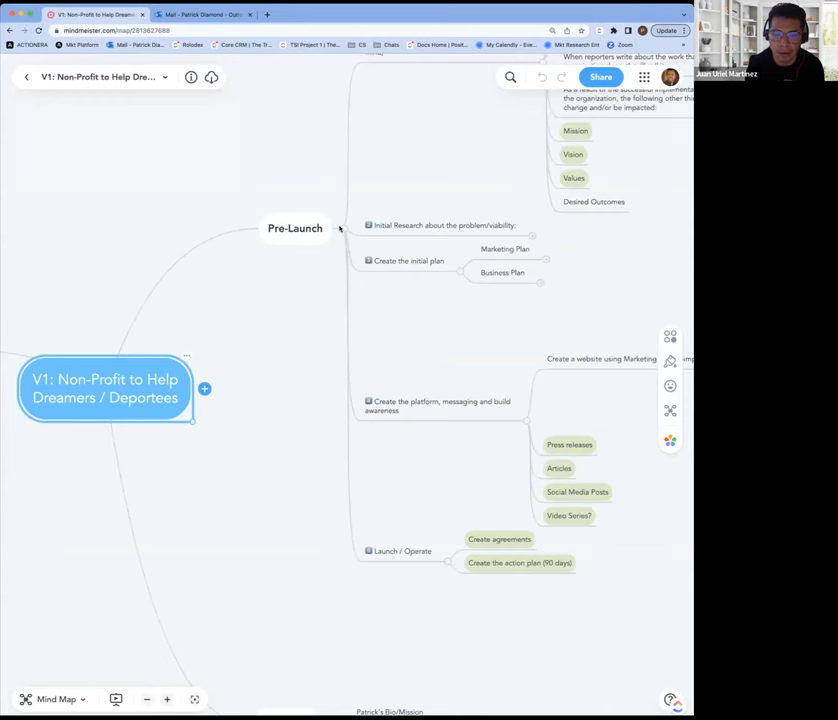 V1: Non-Profit to Help Dreame
Mail - Patrick Diamond - Outlo
mindmeister.com/map/2813627688
Update
ACTIONERA
Mkt Platform
Mail - Patrick Dia...
Rolodex
Core CRM | The Tr...
TSI Project 1 | The...
CS
Chats
Docs Home | Posit...
My Calendly - Eve...
Mkt Research Ent
Zoom
V1: Non-Profit to Help Dre...
Share
Juan Uriel Martinez
When reporters write about the work tha
As a result of the successful implementa
the organization, the following other thin
change and/or be impacted:
Mission
Vision
Values
Desired Outcomes
Pre-Launch
Initial Research about the problem/viability:
Create the initial plan
Marketing Plan
Business Plan
V1: Non-Profit to Help
Dreamers / Deportees
Create a website using Marketing
Create the platform, messaging and build
awareness
Press releases
Articles
Social Media Posts
Video Series?
Launch / Operate
Create agreements
Create the action plan (90 days)
Mind Map
Patrick's Bio/Mission